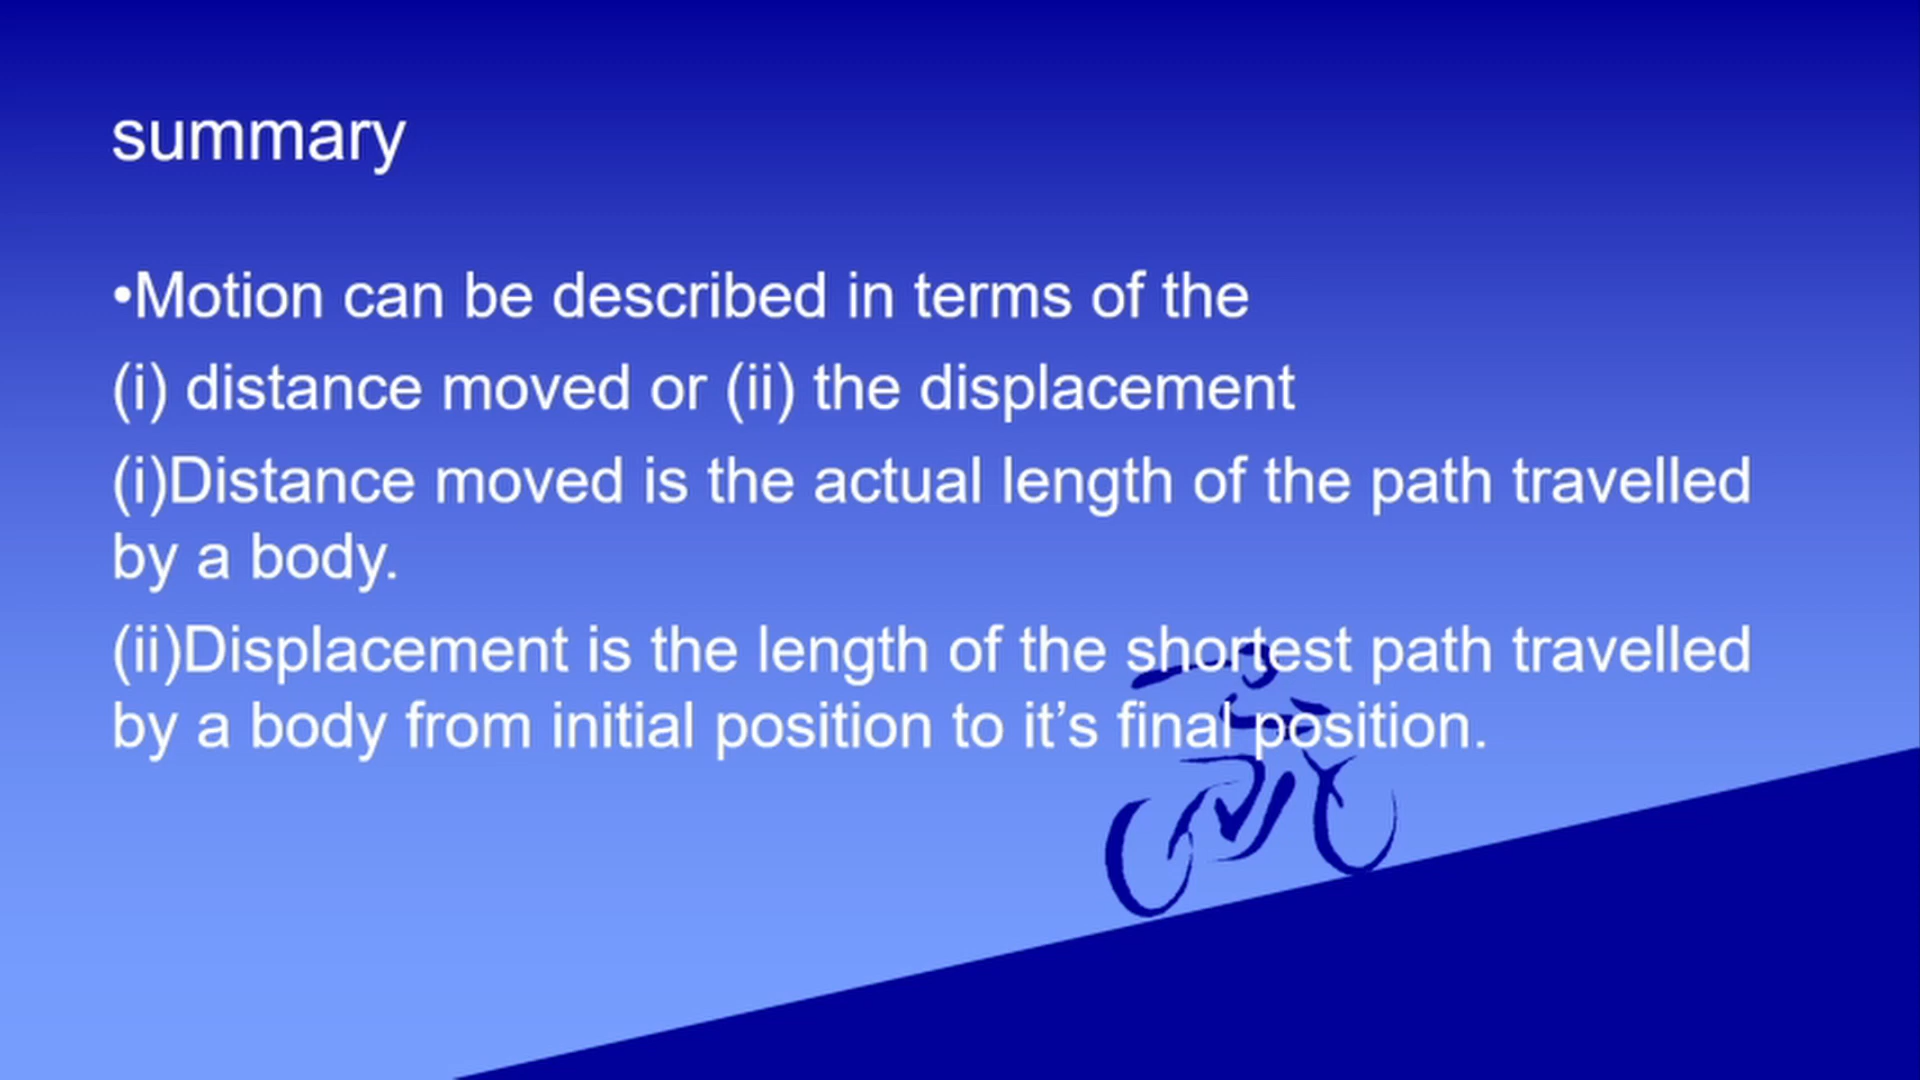 summary
•Motion can be described in terms of the
(i) distance moved or (ii) the displacement
(i)Distance moved is the actual length of the path travelled
by a body.
(ii)Displacement is the length of the shortest path travelled
by a body from initial position to it’s final position.